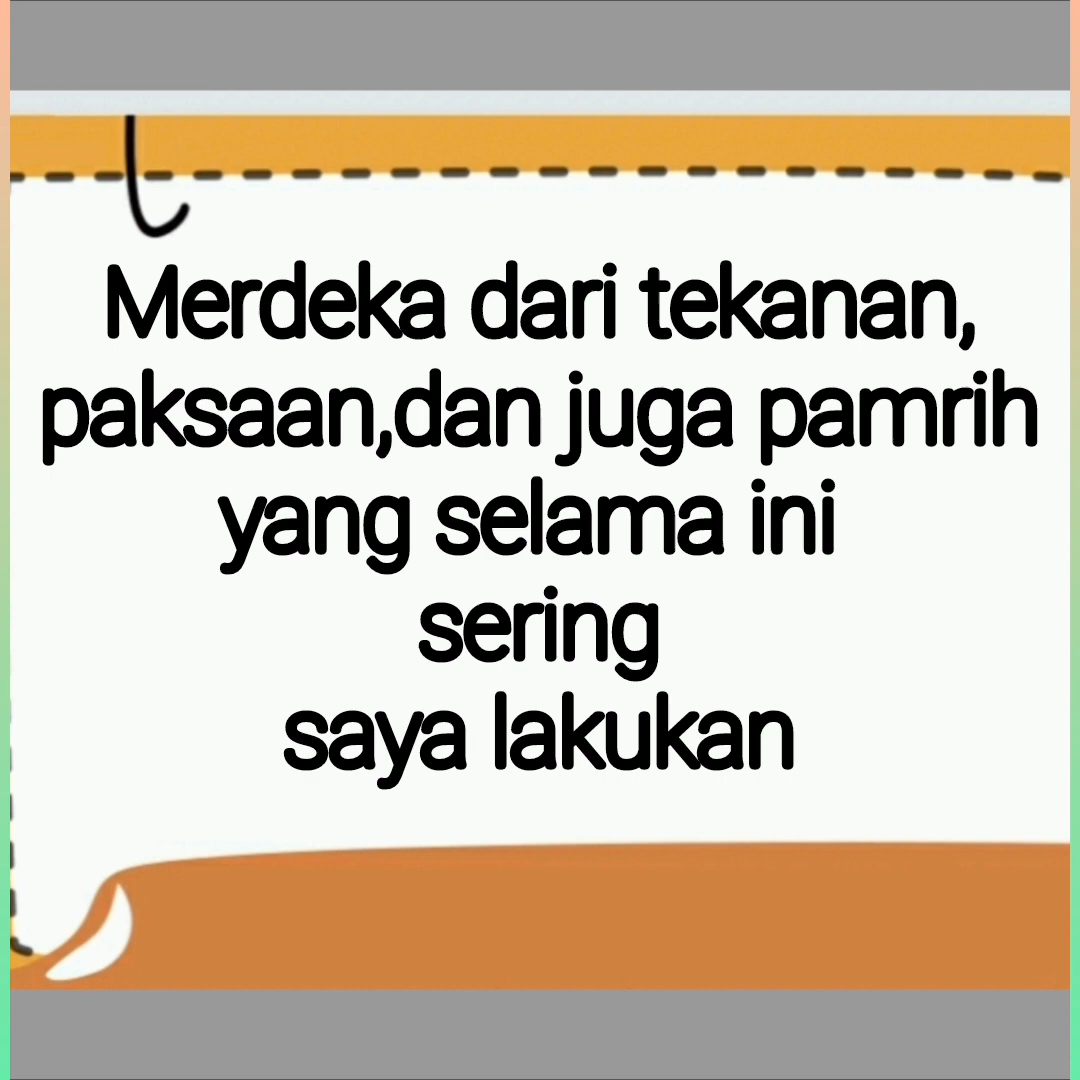 Merdeka dari tekanan,
paksaan,dan juga pamrih
yang selama ini
sering
saya lakukan